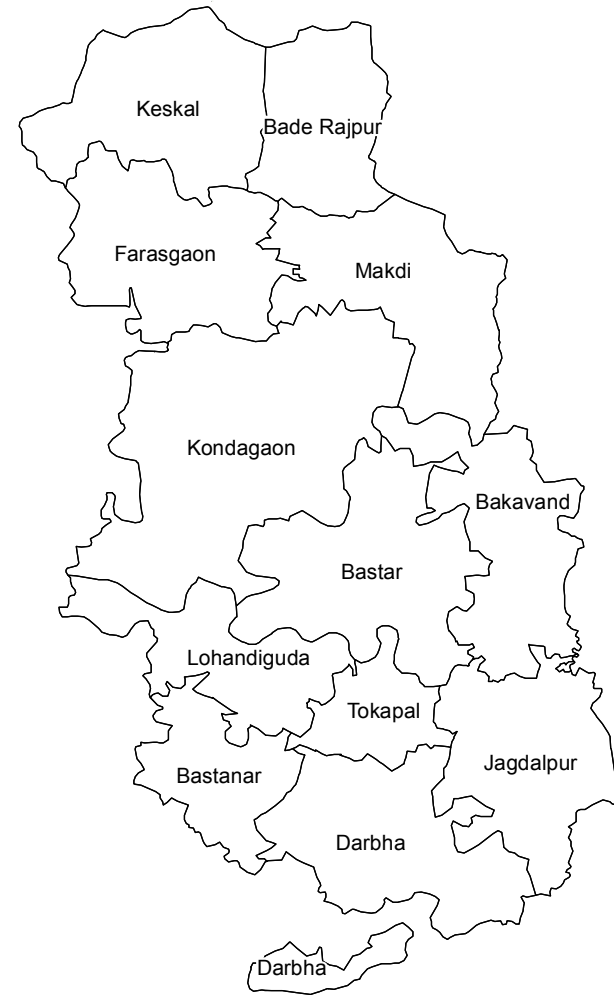 Keskal
Bade Rajpur
Farasgaon
Makdi
Kondagaon
Bakavand
Bastar
Lohandiguda
Tokapal
Jagdalpur
Bastanar
Darbha
Darbha